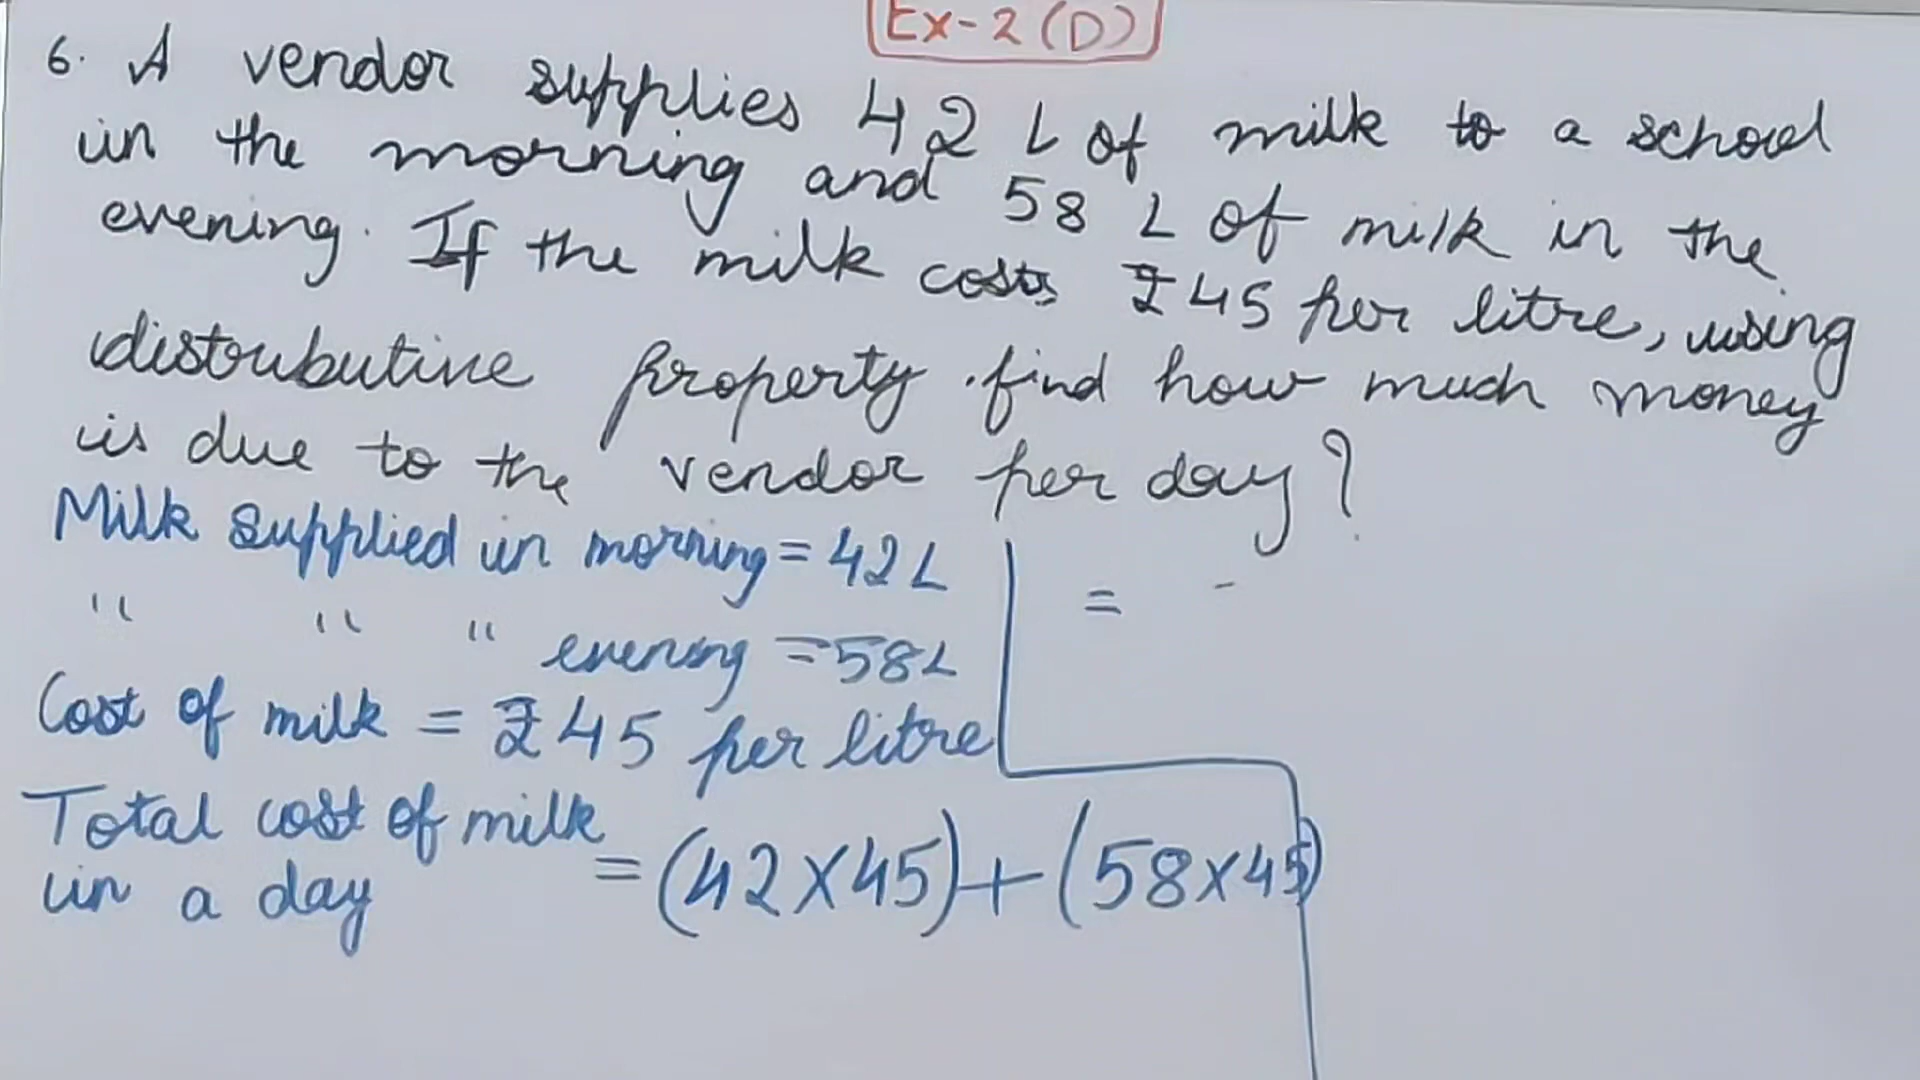 Ex-2 (D)
6. A vendor supplies 42 L of milk to a school
in the morning and 58 L of milk in the
evening. If the milk costs ₹45 per litre, using
distributive property find how much money
is due to the vendor per day?
Milk supplied in morning = 42 L
" " " evening = 58L
Cost of milk = ₹45 per litre
Total cost of milk
in a day = (42×45)+(58×45)
= -